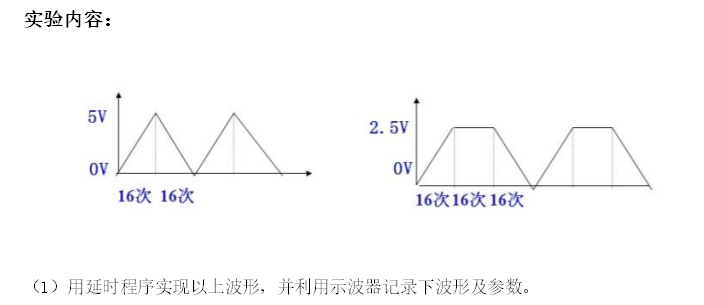 实验内容：
5V
0V
16次 16次
2.5V
0V
16次16次16次
（1）用延时程序实现以上波形，并利用示波器记录下波形及参数。